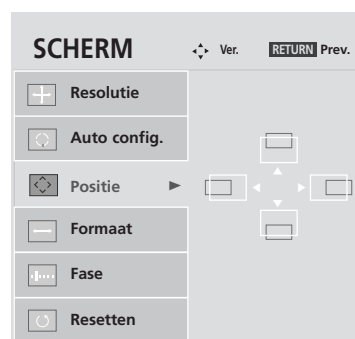 SCHERM Ver. RETURN Prev.
Resolutie
Auto config.
Positie
Formaat
Fase
Resetten